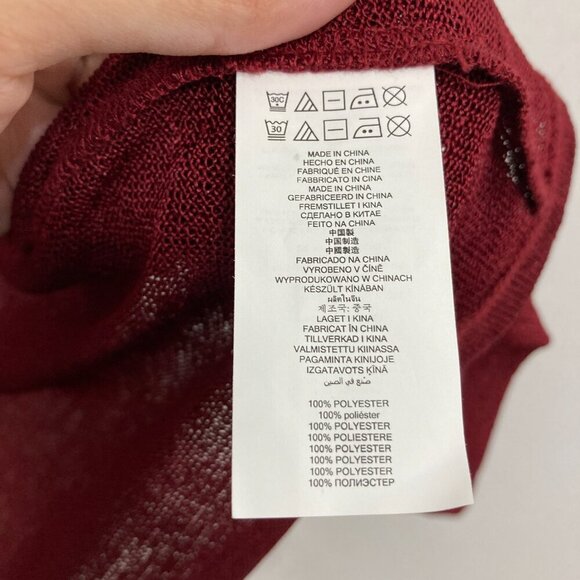 30C
30
MADE IN CHINA
HECHO EN CHINA
FABRIQUÉ EN CHINE
FABBRICATO IN CINA
MADE IN CHINA
GEFABRICEERD IN CHINA
FREMSTILLET I KINA
СДЕЛАНО В КИТАЕ
FEITO NA CHINA
中国製
中国制造
中國製造
FABRICADO NA CHINA
VYROBENO V ČÍNĚ
WYPRODUKOWANO W CHINACH
KÉSZÜLT KÍNÁBAN
ผลิตในจีน
제조국: 중국
LAGET I KINA
FABRICAT ÎN CHINA
TILLVERKAD I KINA
VALMISTETTU KIINASSA
PAGAMINTA KINIJOJE
IZGATAVOTS ĶĪNĀ
صنع في الصين
100% POLYESTER
100% poliéster
100% POLYESTER
100% POLIESTERE
100% POLYESTER
100% POLYESTER
100% POLYESTER
100% ПОЛИЭСТЕР